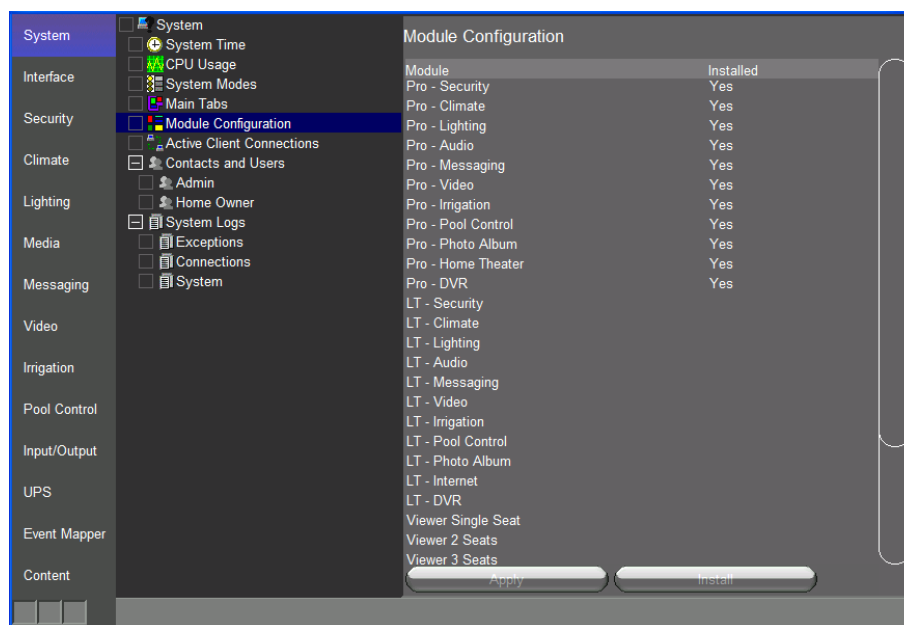 System
Interface
Security
Climate
Lighting
Media
Messaging
Video
Irrigation
Pool Control
Input/Output
UPS
Event Mapper
Content
System
System Time
CPU Usage
System Modes
Main Tabs
Module Configuration
Active Client Connections
Contacts and Users
Admin
Home Owner
System Logs
Exceptions
Connections
System
Module Configuration
Module Installed
Pro - Security Yes
Pro - Climate Yes
Pro - Lighting Yes
Pro - Audio Yes
Pro - Messaging Yes
Pro - Video Yes
Pro - Irrigation Yes
Pro - Pool Control Yes
Pro - Photo Album Yes
Pro - Home Theater Yes
Pro - DVR Yes
LT - Security
LT - Climate
LT - Lighting
LT - Audio
LT - Messaging
LT - Video
LT - Irrigation
LT - Pool Control
LT - Photo Album
LT - Internet
LT - DVR
Viewer Single Seat
Viewer 2 Seats
Viewer 3 Seats
Apply Install